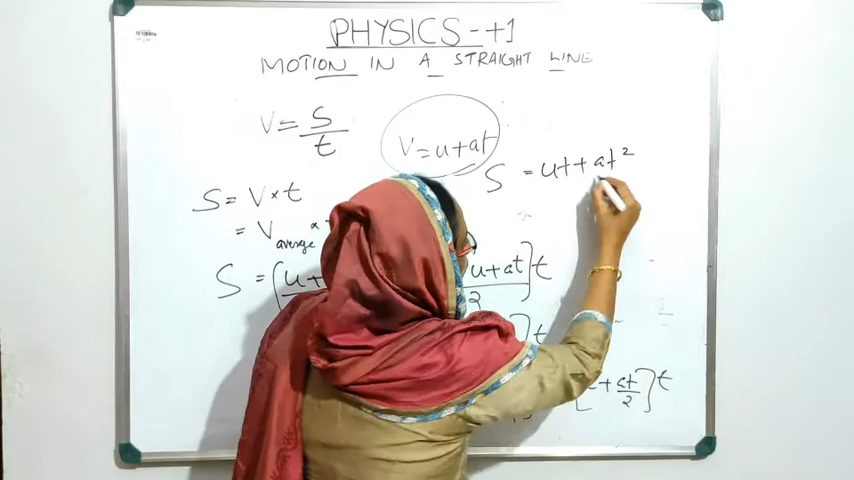 PHYSICS - +1
MOTION IN A STRAIGHT LINE
V = S/t
V = u+at
S = ut + at²
S = V × t
= V average ×
S = (u+
u+at/2] t
] t
+ at/2] t